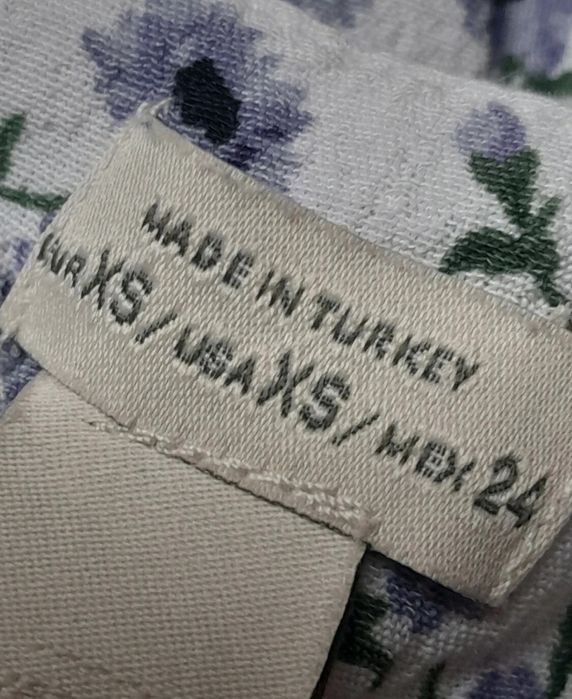 MADE IN TURKEY
EUR XS / USA XS / MEX 24